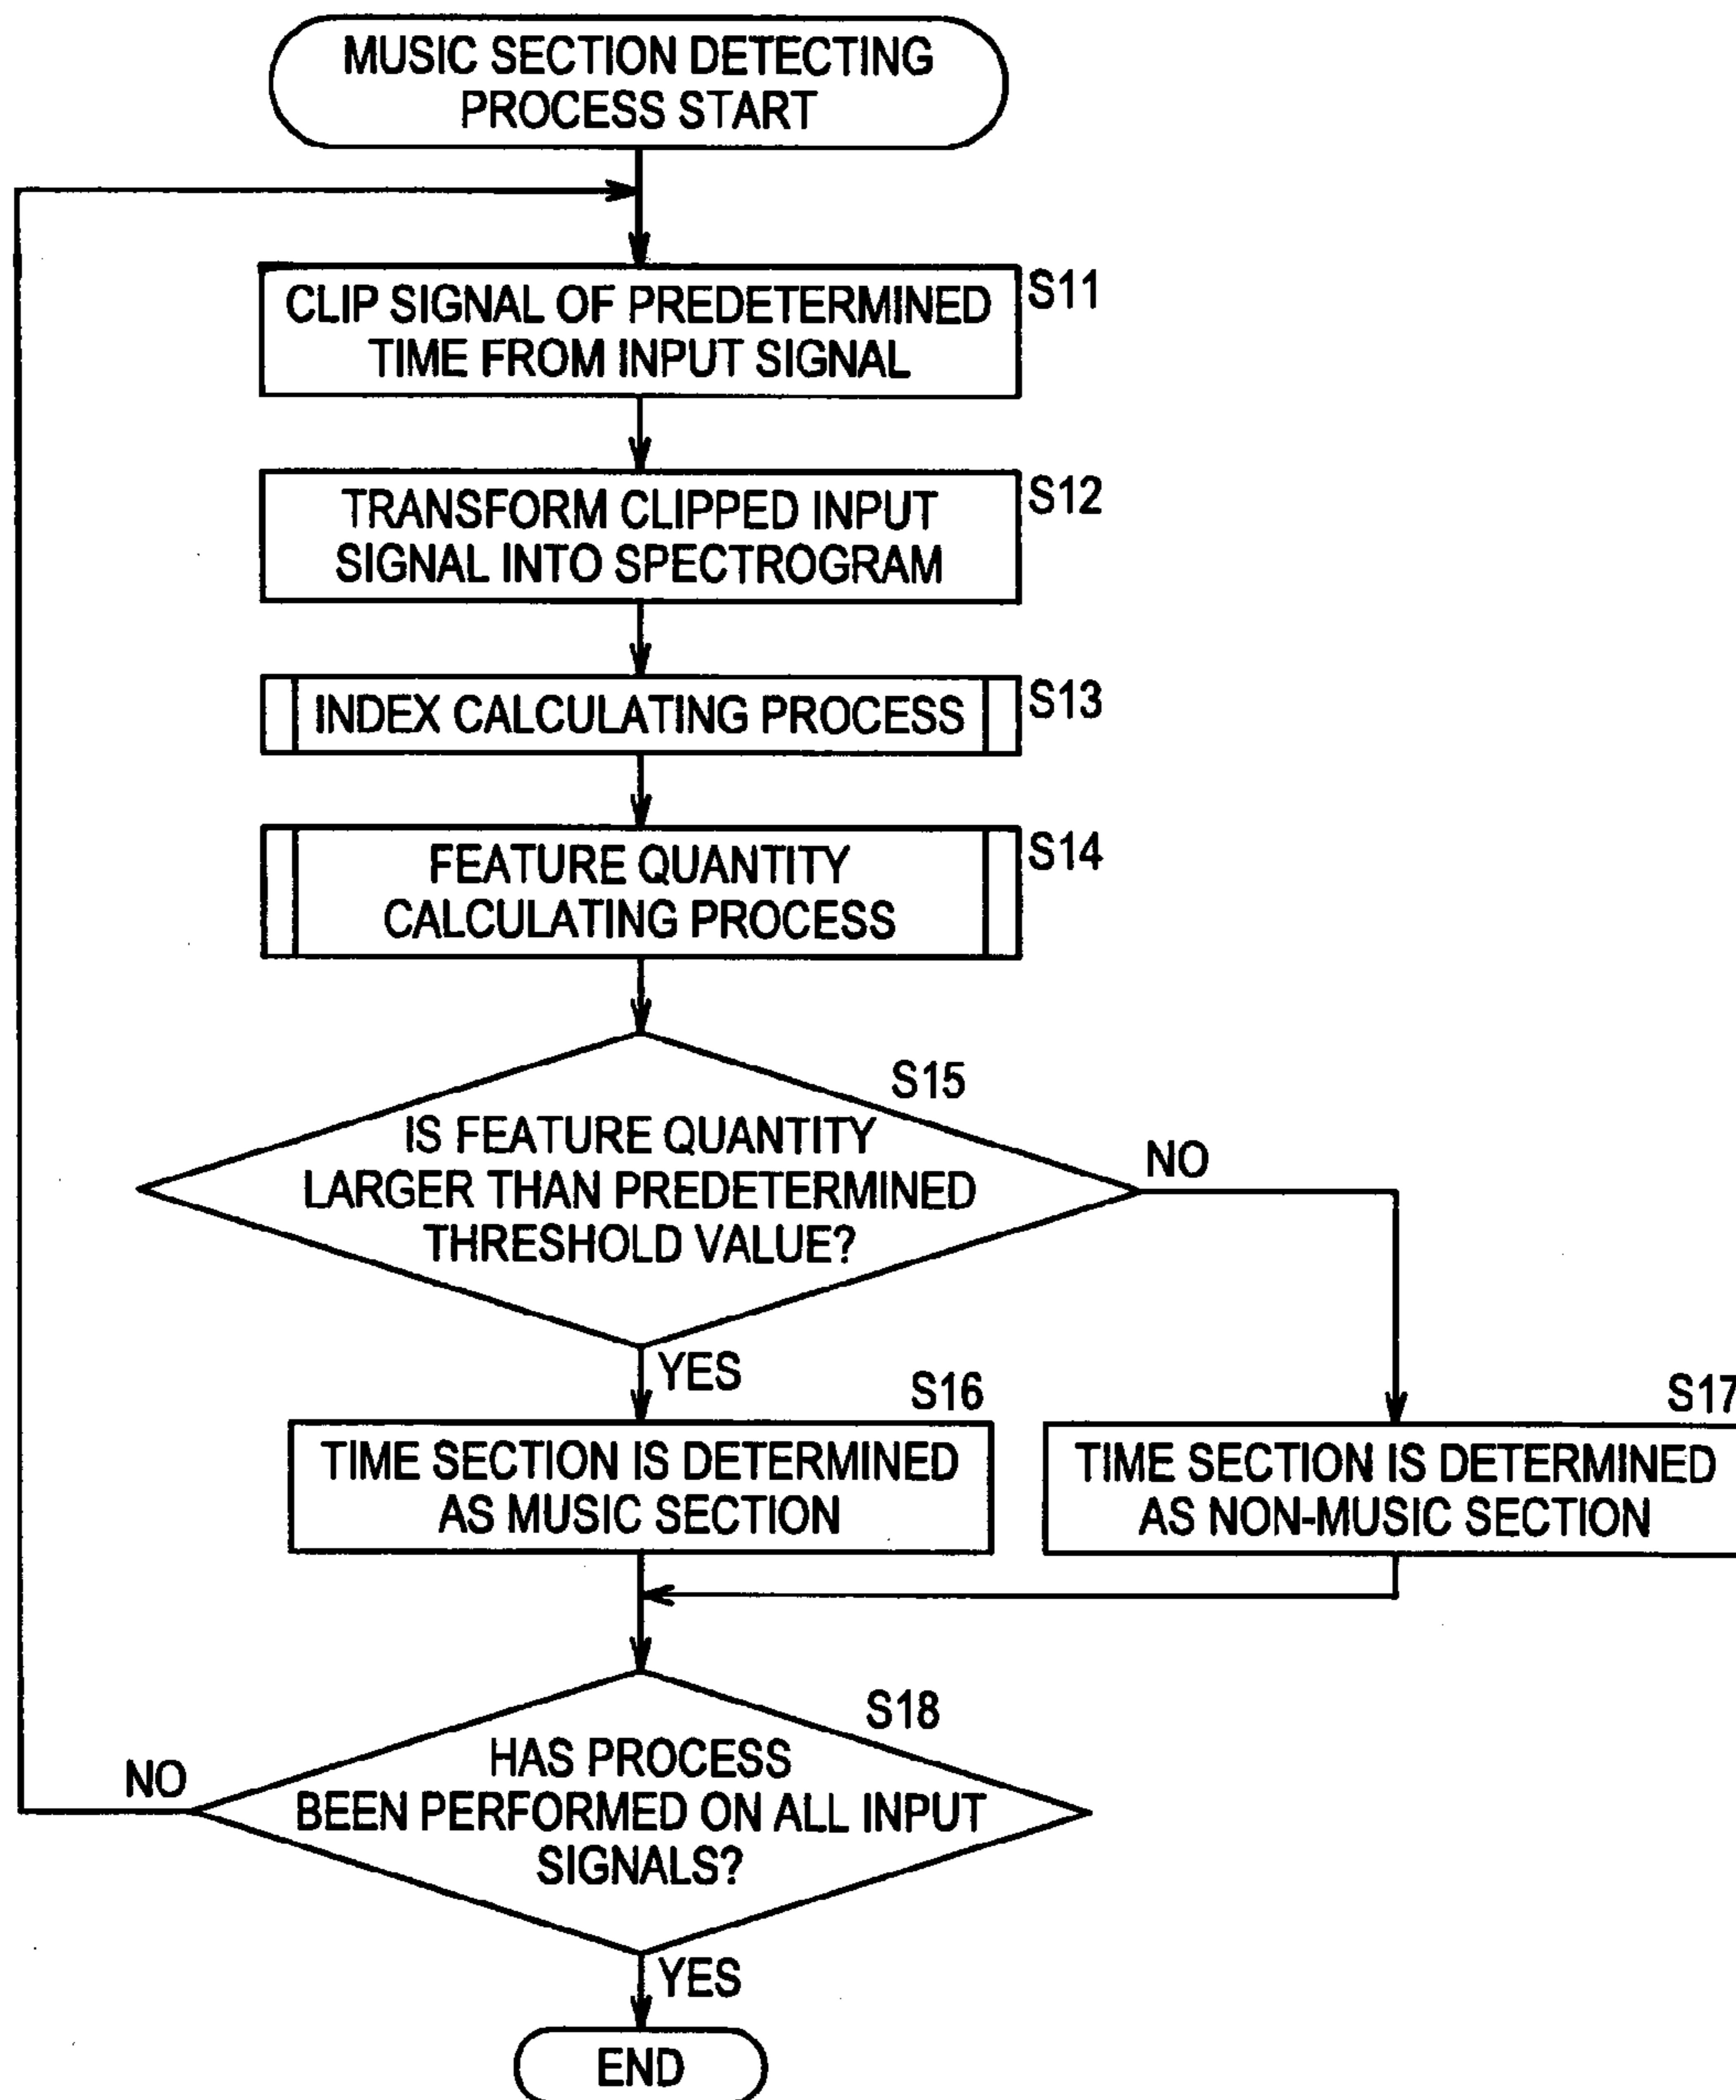 MUSIC SECTION DETECTING
PROCESS START
CLIP SIGNAL OF PREDETERMINED
TIME FROM INPUT SIGNAL
S11
TRANSFORM CLIPPED INPUT
SIGNAL INTO SPECTROGRAM
S12
INDEX CALCULATING PROCESS
S13
FEATURE QUANTITY
CALCULATING PROCESS
S14
S15
IS FEATURE QUANTITY
LARGER THAN PREDETERMINED
THRESHOLD VALUE?
NO
YES
S16
TIME SECTION IS DETERMINED
AS MUSIC SECTION
S17
TIME SECTION IS DETERMINED
AS NON-MUSIC SECTION
S18
HAS PROCESS
BEEN PERFORMED ON ALL INPUT
SIGNALS?
NO
YES
END